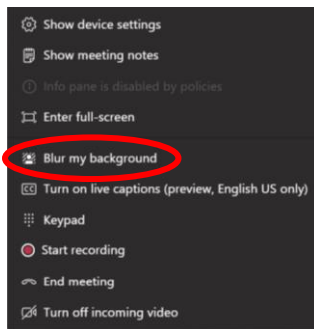 Show device settings
Show meeting notes
Info pane is disabled by policies
Enter full-screen
Blur my background
CC Turn on live captions (preview, English US only)
Keypad
Start recording
End meeting
Turn off incoming video